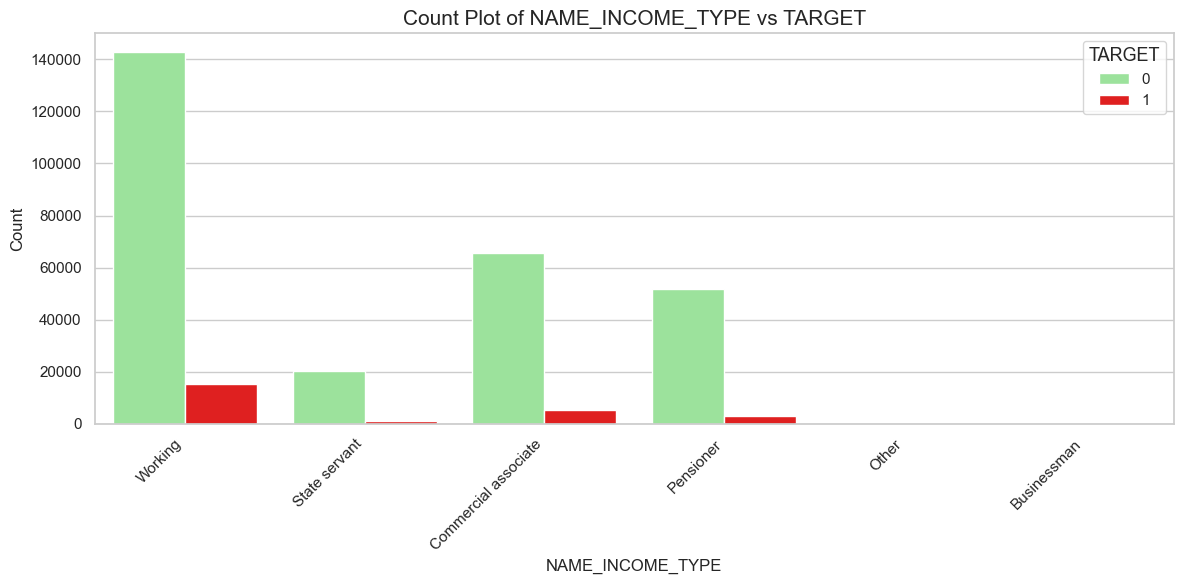 Count Plot of NAME_INCOME_TYPE vs TARGET
TARGET
0
1
Count
140000
120000
100000
80000
60000
40000
20000
0
Working
State servant
Commercial associate
Pensioner
Other
Businessman
NAME_INCOME_TYPE